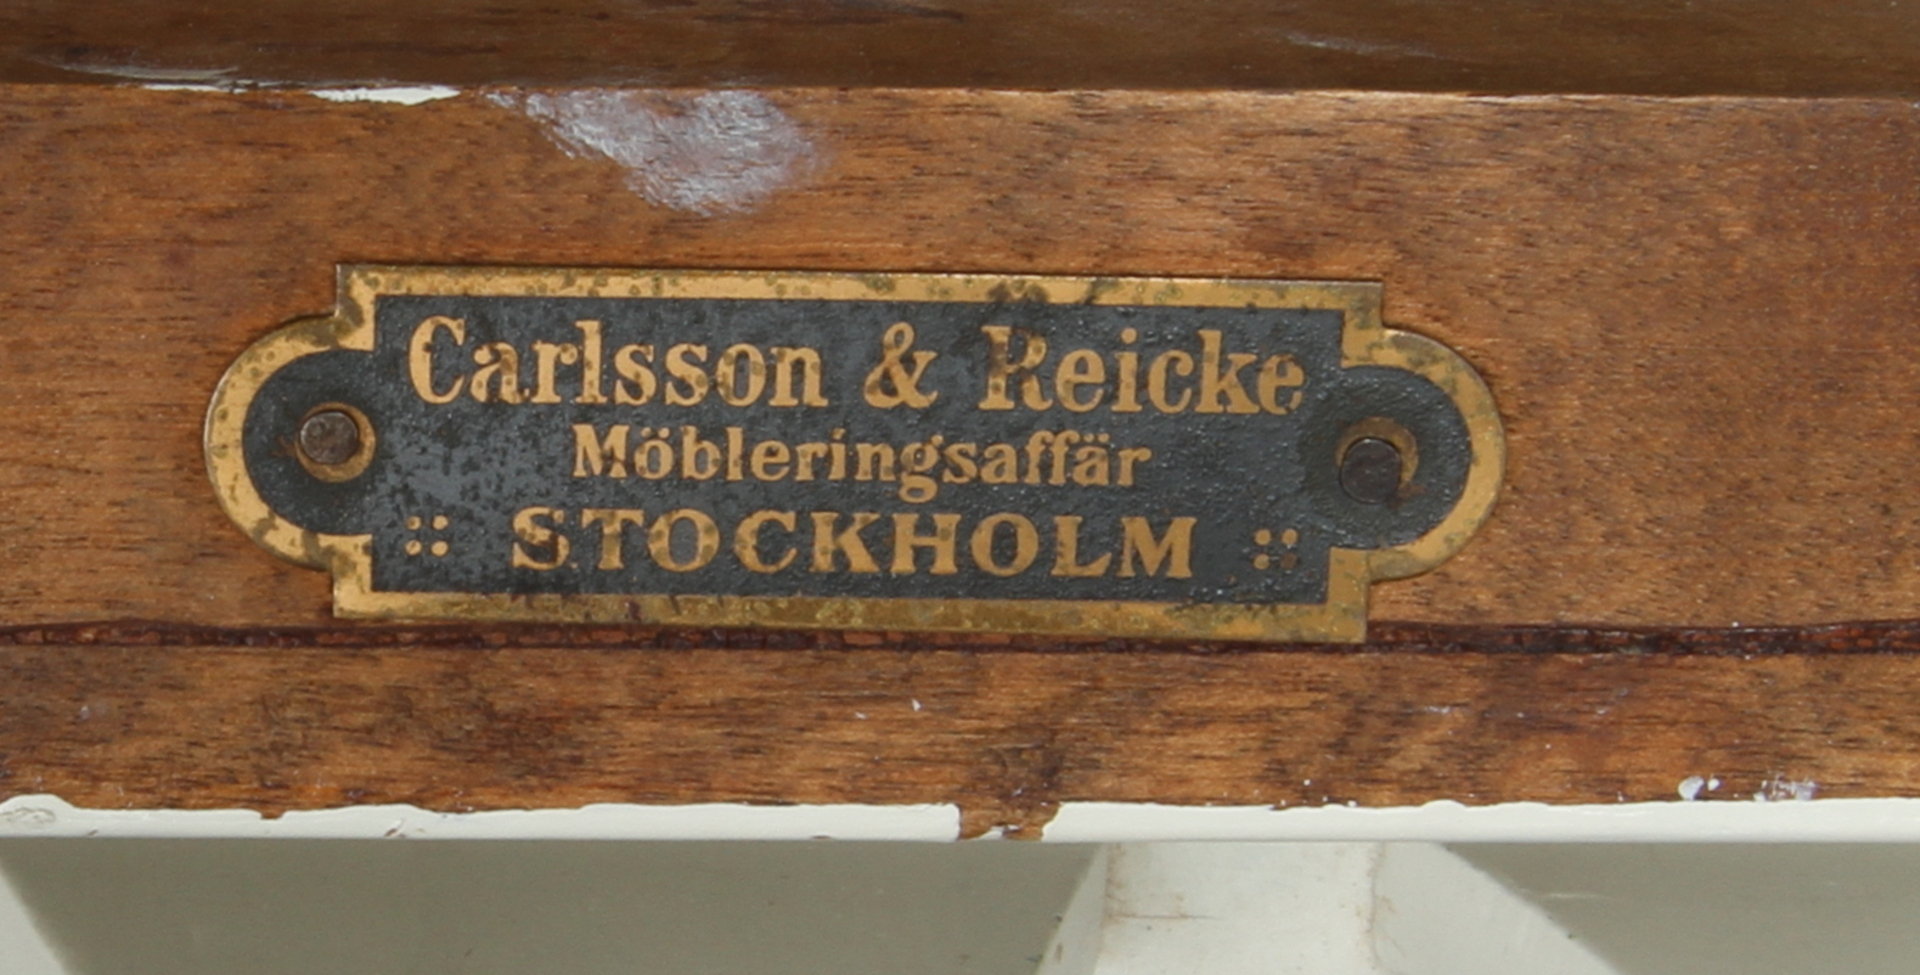 Carlsson & Reicke
Möbleringsaffär
STOCKHOLM